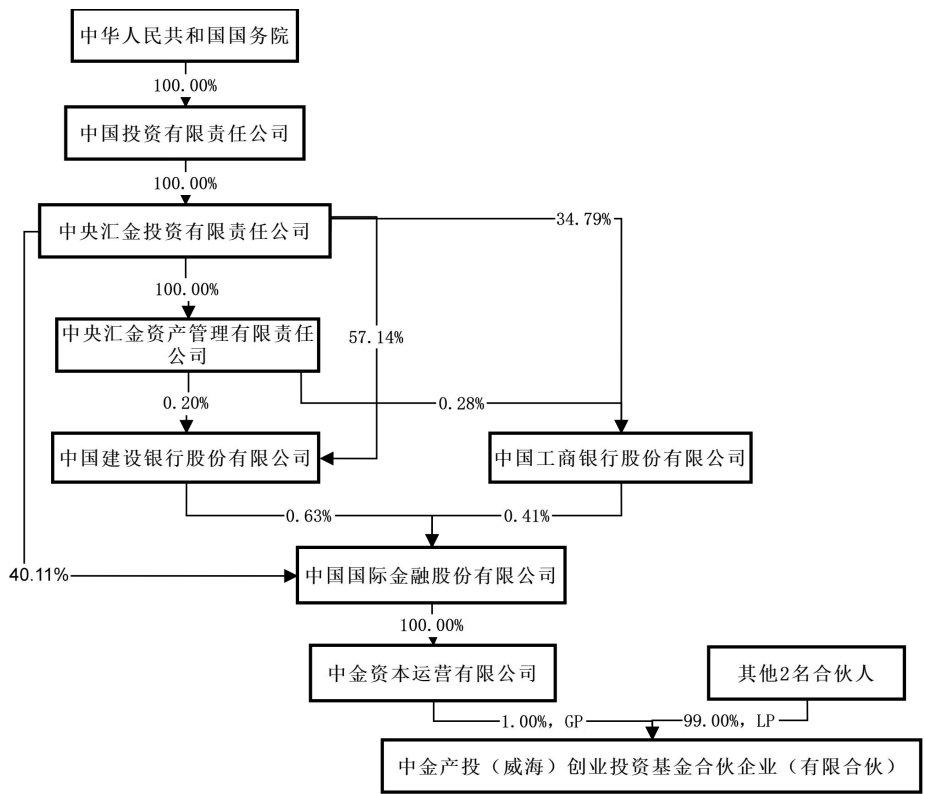 中华人民共和国国务院
100.00%
中国投资有限责任公司
100.00%
中央汇金投资有限责任公司
34.79%
100.00%
中央汇金资产管理有限责任
公司
57.14%
0.20%
0.28%
中国建设银行股份有限公司
中国工商银行股份有限公司
0.63%
0.41%
40.11%
中国国际金融股份有限公司
100.00%
中金资本运营有限公司
其他2名合伙人
1.00%, GP
99.00%, LP
中金产投（威海）创业投资基金合伙企业（有限合伙）